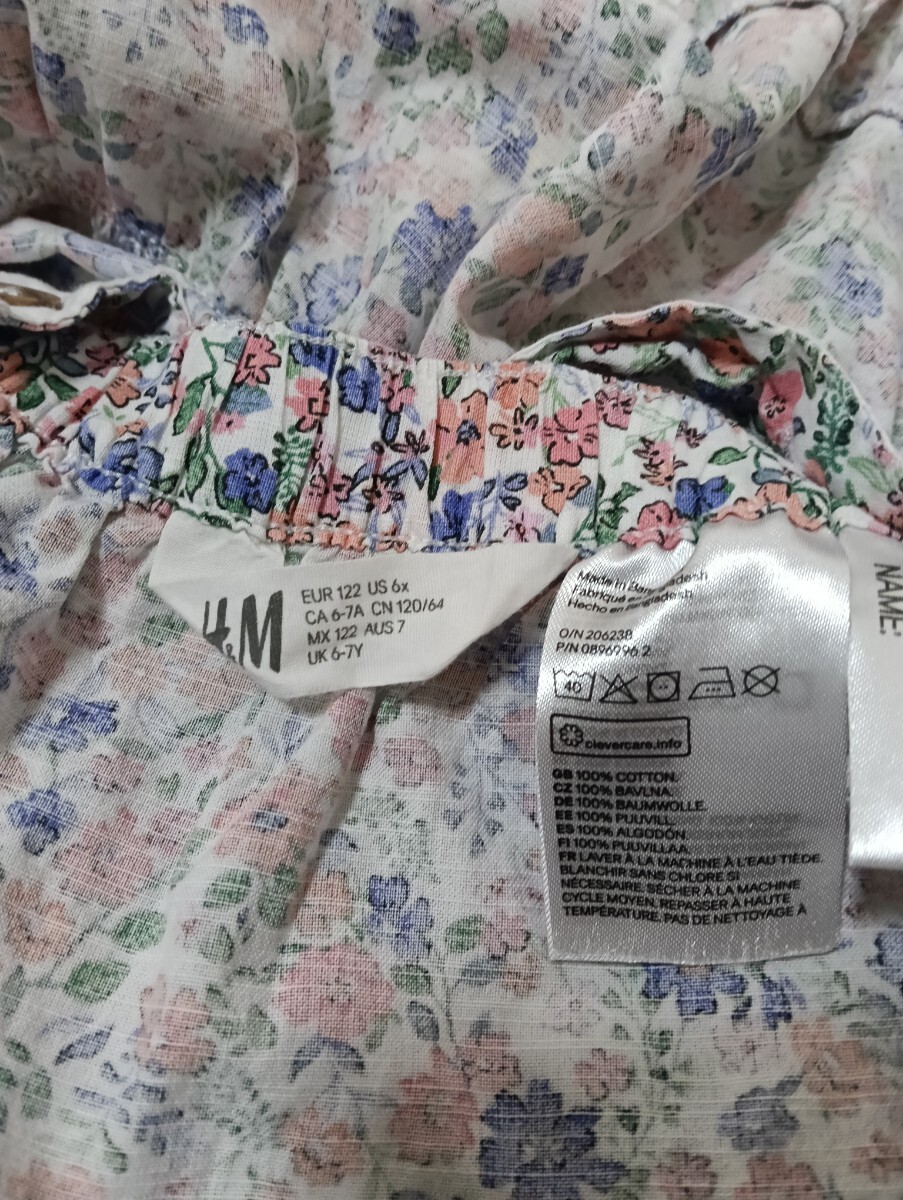 H&M
EUR 122 US 6x
CA 6-7A CN 120/64
MX 122 AUS 7
UK 6-7Y
Made in Bangladesh
Fabriqué en
Hecho en Bangladesh
O/N 206238
P/N 0896996 2
40
clevercare.info
GB 100% COTTON.
CZ 100% BAVLNA.
DE 100% BAUMWOLLE.
EE 100% PUUVILL.
ES 100% ALGODÓN.
FI 100% PUUVILLAA.
FR LAVER À LA MACHINE À L'EAU TIÈDE.
BLANCHIR SANS CHLORE SI
NÉCESSAIRE. SÉCHER À LA MACHINE
CYCLE MOYEN. REPASSER À HAUTE
TEMPÉRATURE. PAS DE NETTOYAGE À
NAME: